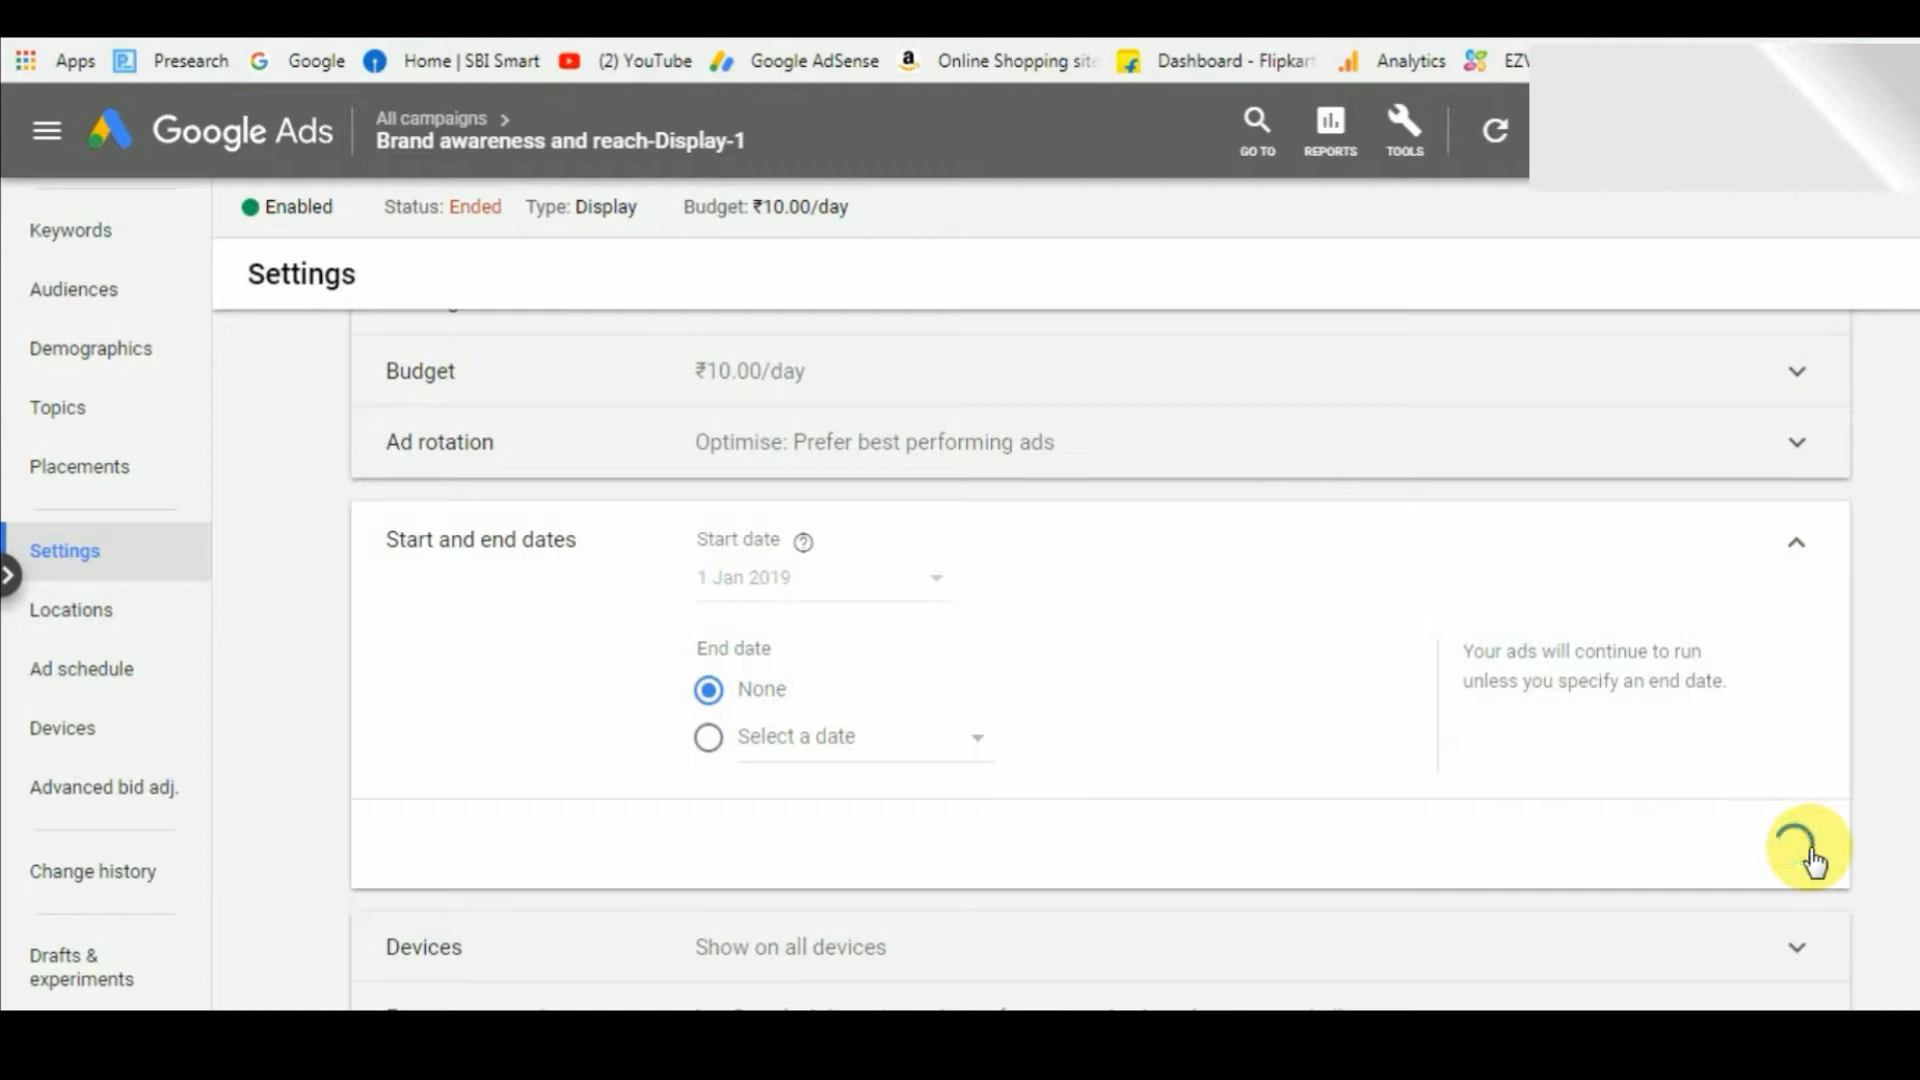 Apps Presearch Google Home | SBI Smart (2) YouTube Google AdSense Online Shopping site Dashboard - Flipkart Analytics EZV
Google Ads
All campaigns >
Brand awareness and reach-Display-1
GO TO REPORTS TOOLS
Enabled Status: Ended Type: Display Budget: ₹10.00/day
Settings
Keywords
Audiences
Demographics
Topics
Placements
Settings
Locations
Ad schedule
Devices
Advanced bid adj.
Change history
Drafts &
experiments
Budget ₹10.00/day
Ad rotation Optimise: Prefer best performing ads
Start and end dates Start date
1 Jan 2019
End date
None
Select a date
Your ads will continue to run
unless you specify an end date.
Devices Show on all devices